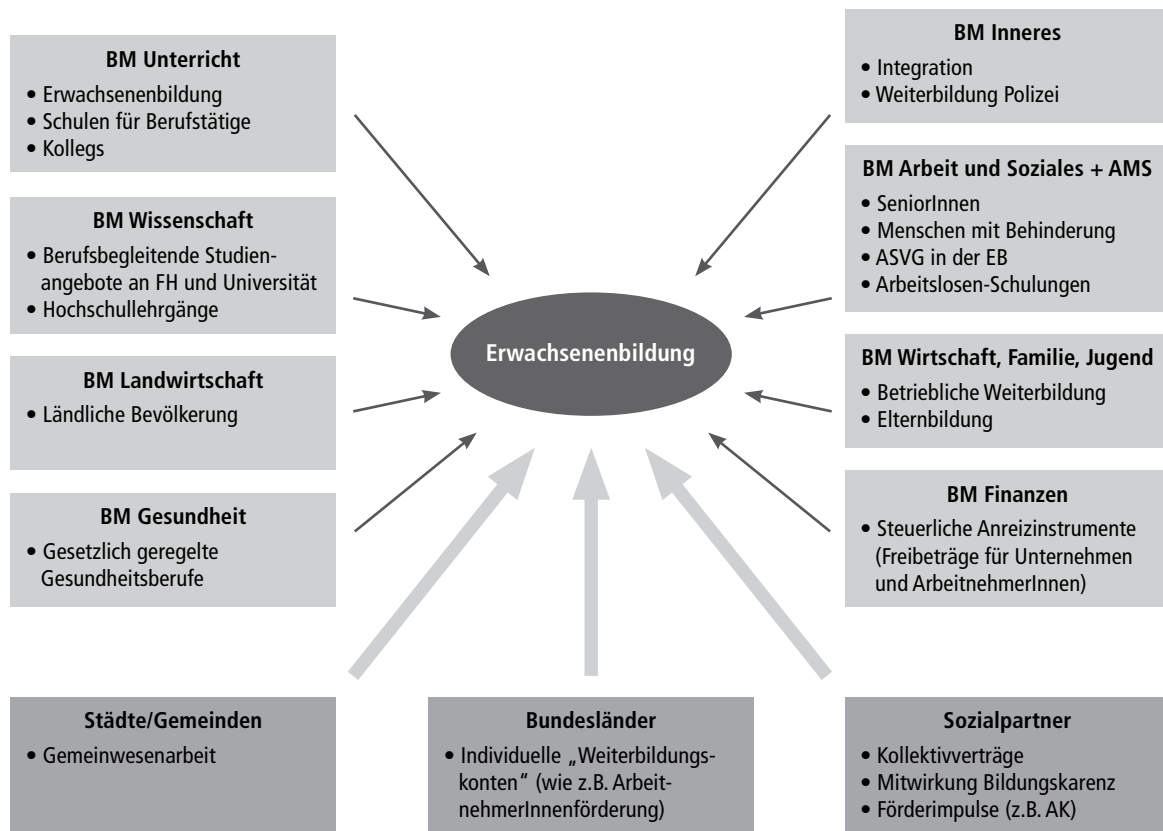 BM Unterricht
• Erwachsenenbildung
• Schulen für Berufstätige
• Kollegs
BM Wissenschaft
• Berufsbegleitende Studien-
angebote an FH und Universität
• Hochschullehrgänge
BM Landwirtschaft
• Ländliche Bevölkerung
BM Gesundheit
• Gesetzlich geregelte
Gesundheitsberufe
Erwachsenenbildung
BM Inneres
• Integration
• Weiterbildung Polizei
BM Arbeit und Soziales + AMS
• SeniorInnen
• Menschen mit Behinderung
• ASVG in der EB
• Arbeitslosen-Schulungen
BM Wirtschaft, Familie, Jugend
• Betriebliche Weiterbildung
• Elternbildung
BM Finanzen
• Steuerliche Anreizinstrumente
(Freibeträge für Unternehmen
und ArbeitnehmerInnen)
Städte/Gemeinden
• Gemeinwesenarbeit
Bundesländer
• Individuelle „Weiterbildungs-
konten“ (wie z.B. Arbeit-
nehmerInnenförderung)
Sozialpartner
• Kollektivverträge
• Mitwirkung Bildungskarenz
• Förderimpulse (z.B. AK)